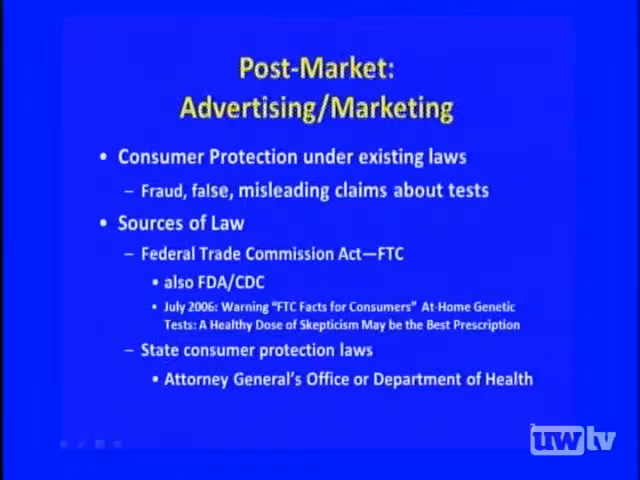 Post-Market:
Advertising/Marketing
• Consumer Protection under existing laws
– Fraud, false, misleading claims about tests
• Sources of Law
– Federal Trade Commission Act—FTC
• also FDA/CDC
• July 2006: Warning "FTC Facts for Consumers" At-Home Genetic
Tests: A Healthy Dose of Skepticism May be the Best Prescription
– State consumer protection laws
• Attorney General's Office or Department of Health
uwtv